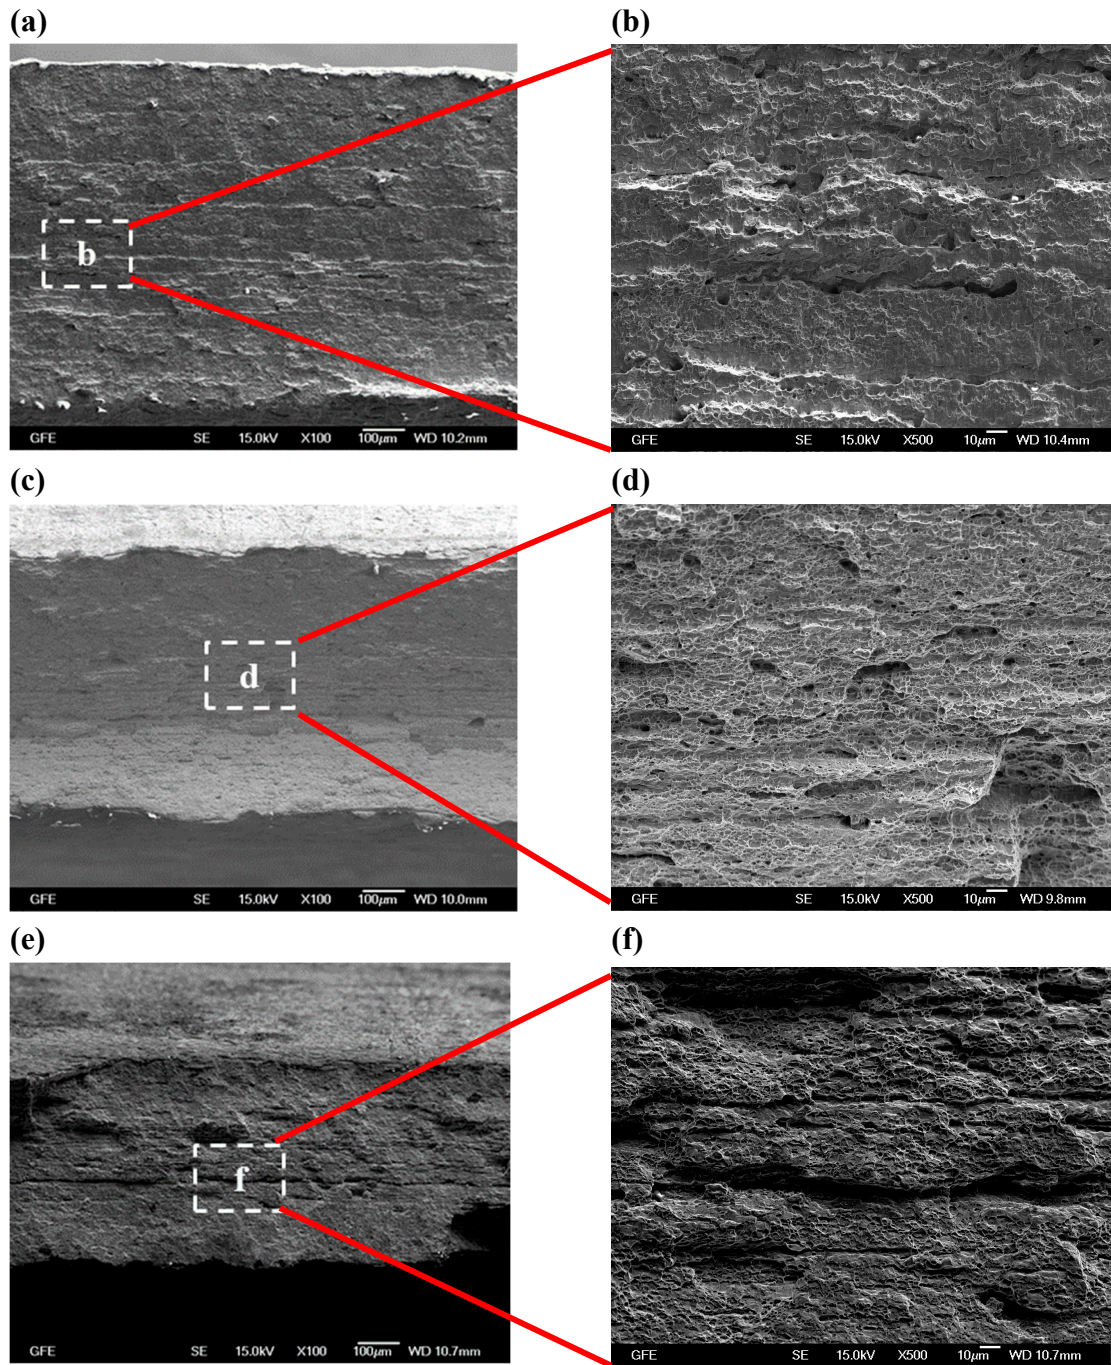 (a)
(b)
b
GFE SE 15.0kV X100 100μm WD 10.2mm
GFE SE 15.0kV X500 10μm WD 10.4mm
(c)
(d)
d
GFE SE 15.0kV X100 100μm WD 10.0mm
GFE SE 15.0kV X500 10μm WD 9.8mm
(e)
(f)
f
GFE SE 15.0kV X100 100μm WD 10.7mm
GFE SE 15.0kV X500 10μm WD 10.7mm